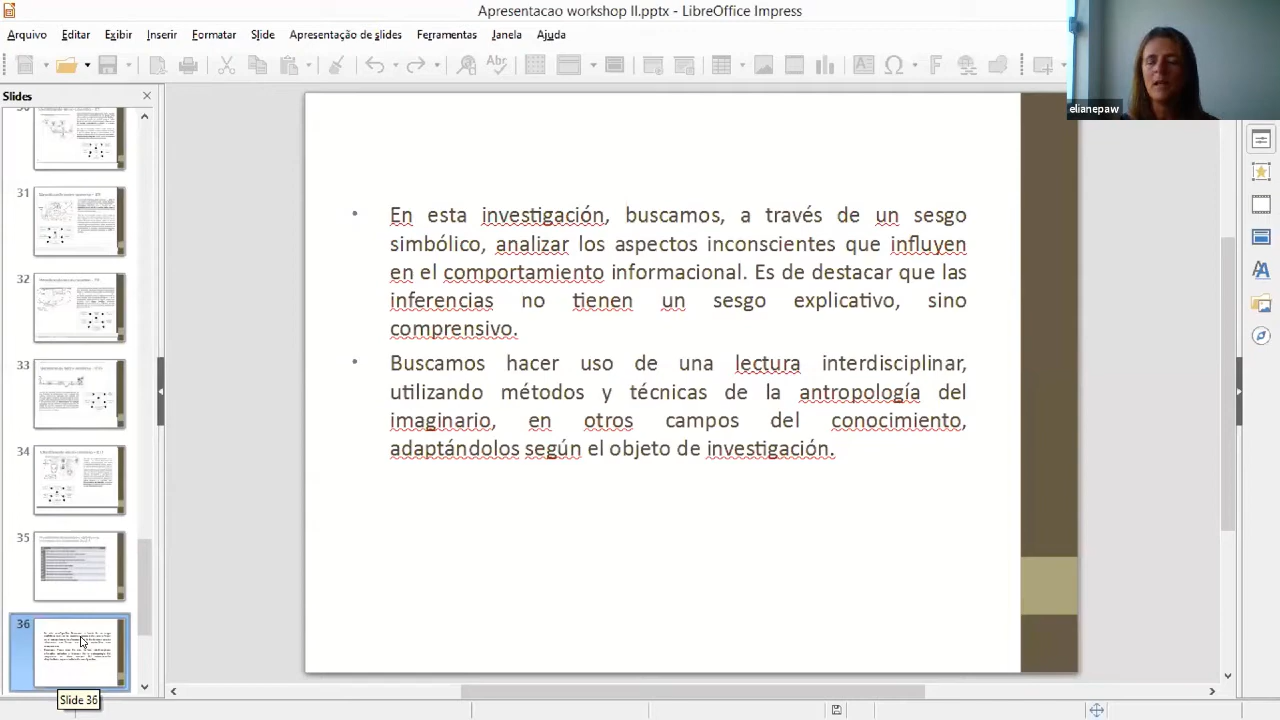 Apresentacao workshop II.pptx - LibreOffice Impress
Arquivo Editar Exibir Inserir Formatar Slide Apresentação de slides Ferramentas Janela Ajuda
elianepaw
Slides
31
32
33
34
35
36
Slide 36
• En esta investigación, buscamos, a través de un sesgo
simbólico, analizar los aspectos inconscientes que influyen
en el comportamiento informacional. Es de destacar que las
inferencias no tienen un sesgo explicativo, sino
comprensivo.
• Buscamos hacer uso de una lectura interdisciplinar,
utilizando métodos y técnicas de la antropología del
imaginario, en otros campos del conocimiento,
adaptándolos según el objeto de investigación.